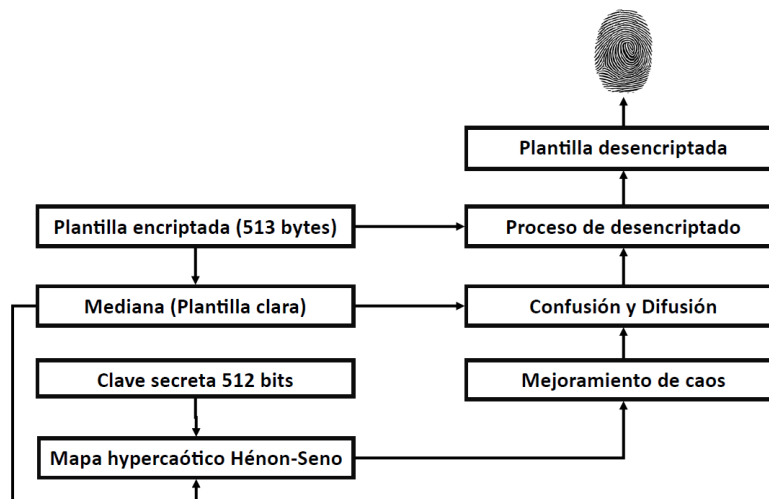 Plantilla desencriptada
Plantilla encriptada (513 bytes)
Proceso de desencriptado
Mediana (Plantilla clara)
Confusión y Difusión
Clave secreta 512 bits
Mejoramiento de caos
Mapa hypercaótico Hénon-Seno